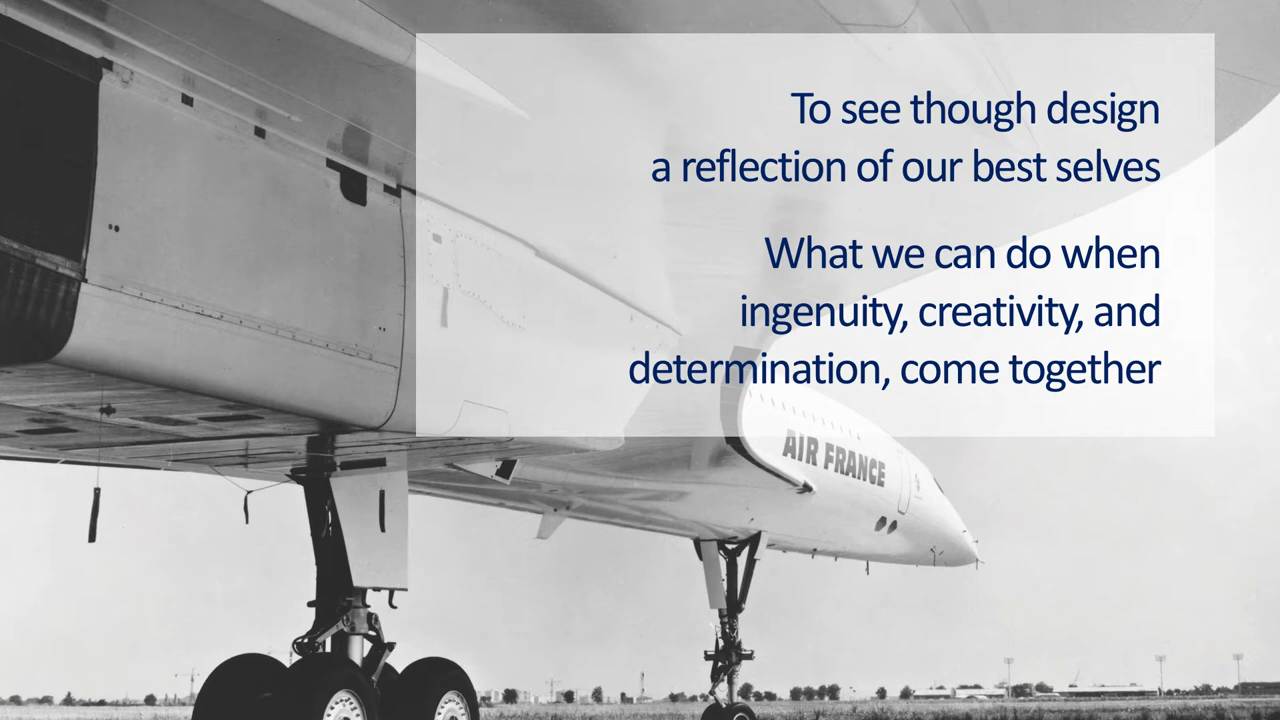 To see though design
a reflection of our best selves
What we can do when
ingenuity, creativity, and
determination, come together
AIR FRANCE